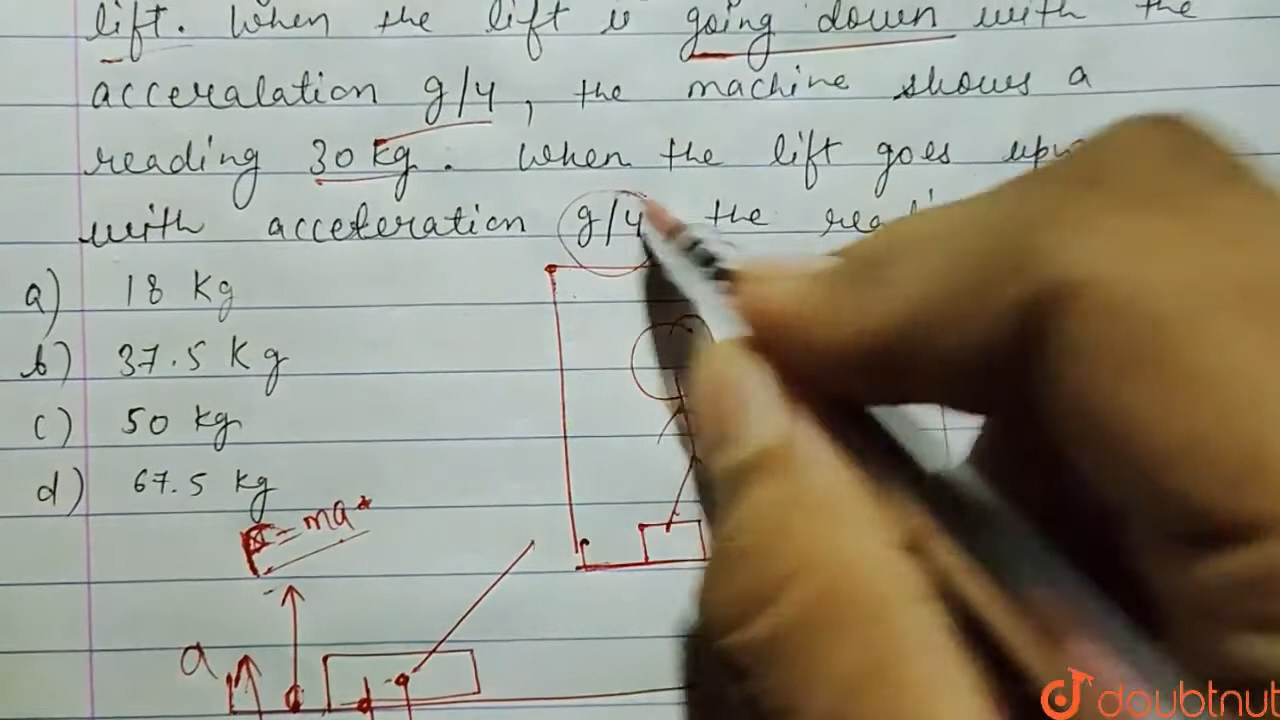 lift. When the lift is going down with the
acceralation g/4, the machine shows a
reading 30 kg. When the lift goes
with acceleration g/4 the
a) 18 Kg
b) 37.5 Kg
c) 50 kg
d) 67.5 kg
= ma
a
doubtnut